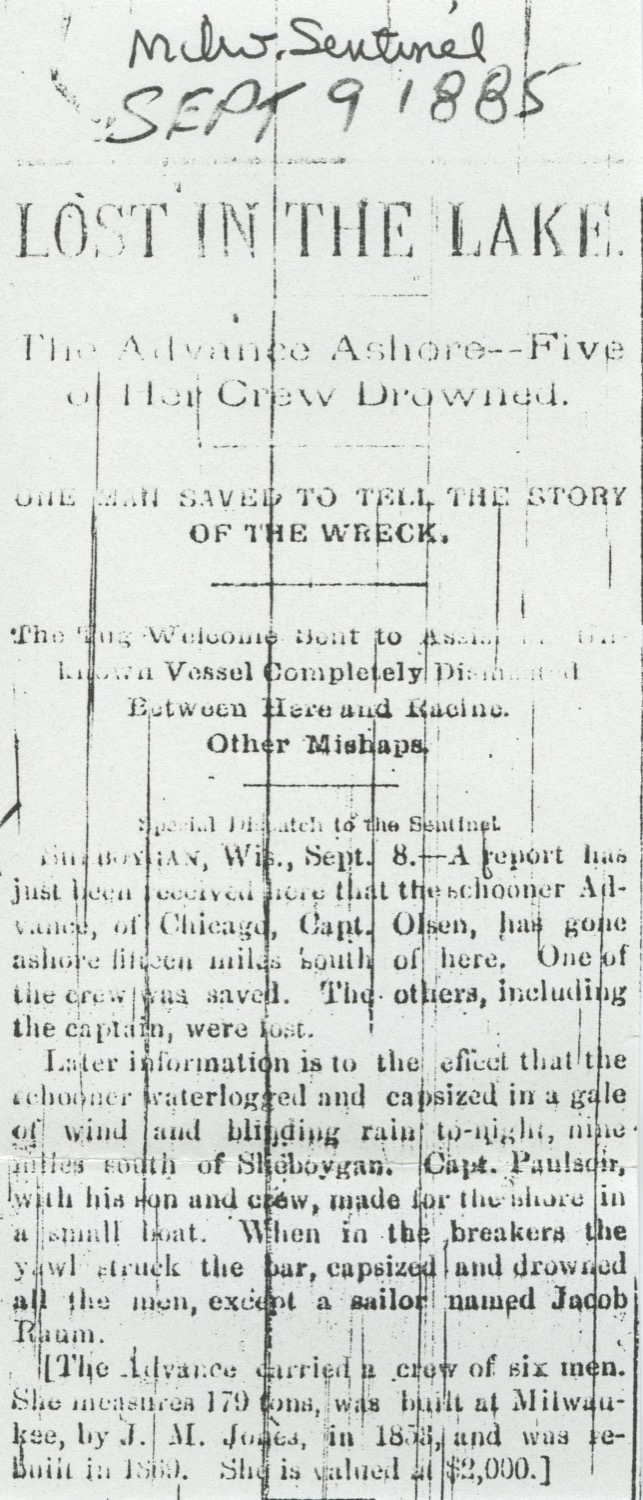 Milw. Sentinel
SEPT 9 1885
LOST IN THE LAKE.
The Advance Ashore--Five
of Her Crew Drowned.
ONE MAN SAVED TO TELL THE STORY
OF THE WRECK.
The Tug Welcome Sent to Assist an Un-
known Vessel Completely Dismantled
Between Here and Racine.
Other Mishaps.
Special Dispatch to the Sentinel.
SHEBOYGAN, Wis., Sept. 8.—A report has
just been received here that the schooner Ad-
vance, of Chicago, Capt. Olsen, has gone
ashore fifteen miles south of here. One of
the crew was saved. The others, including
the captain, were lost.
Later information is to the effect that the
schooner waterlogged and capsized in a gale
of wind and blinding rain to-night, nine
miles south of Sheboygan. Capt. Paulson,
with his son and crew, made for the shore in
a small boat. When in the breakers the
yawl struck the bar, capsized and drowned
all the men, except a sailor named Jacob
Raum.
[The Advance carried a crew of six men.
She measures 179 tons, was built at Milwau-
kee, by J. M. Jones, in 1853, and was re-
built in 1869. She is valued at $2,000.]